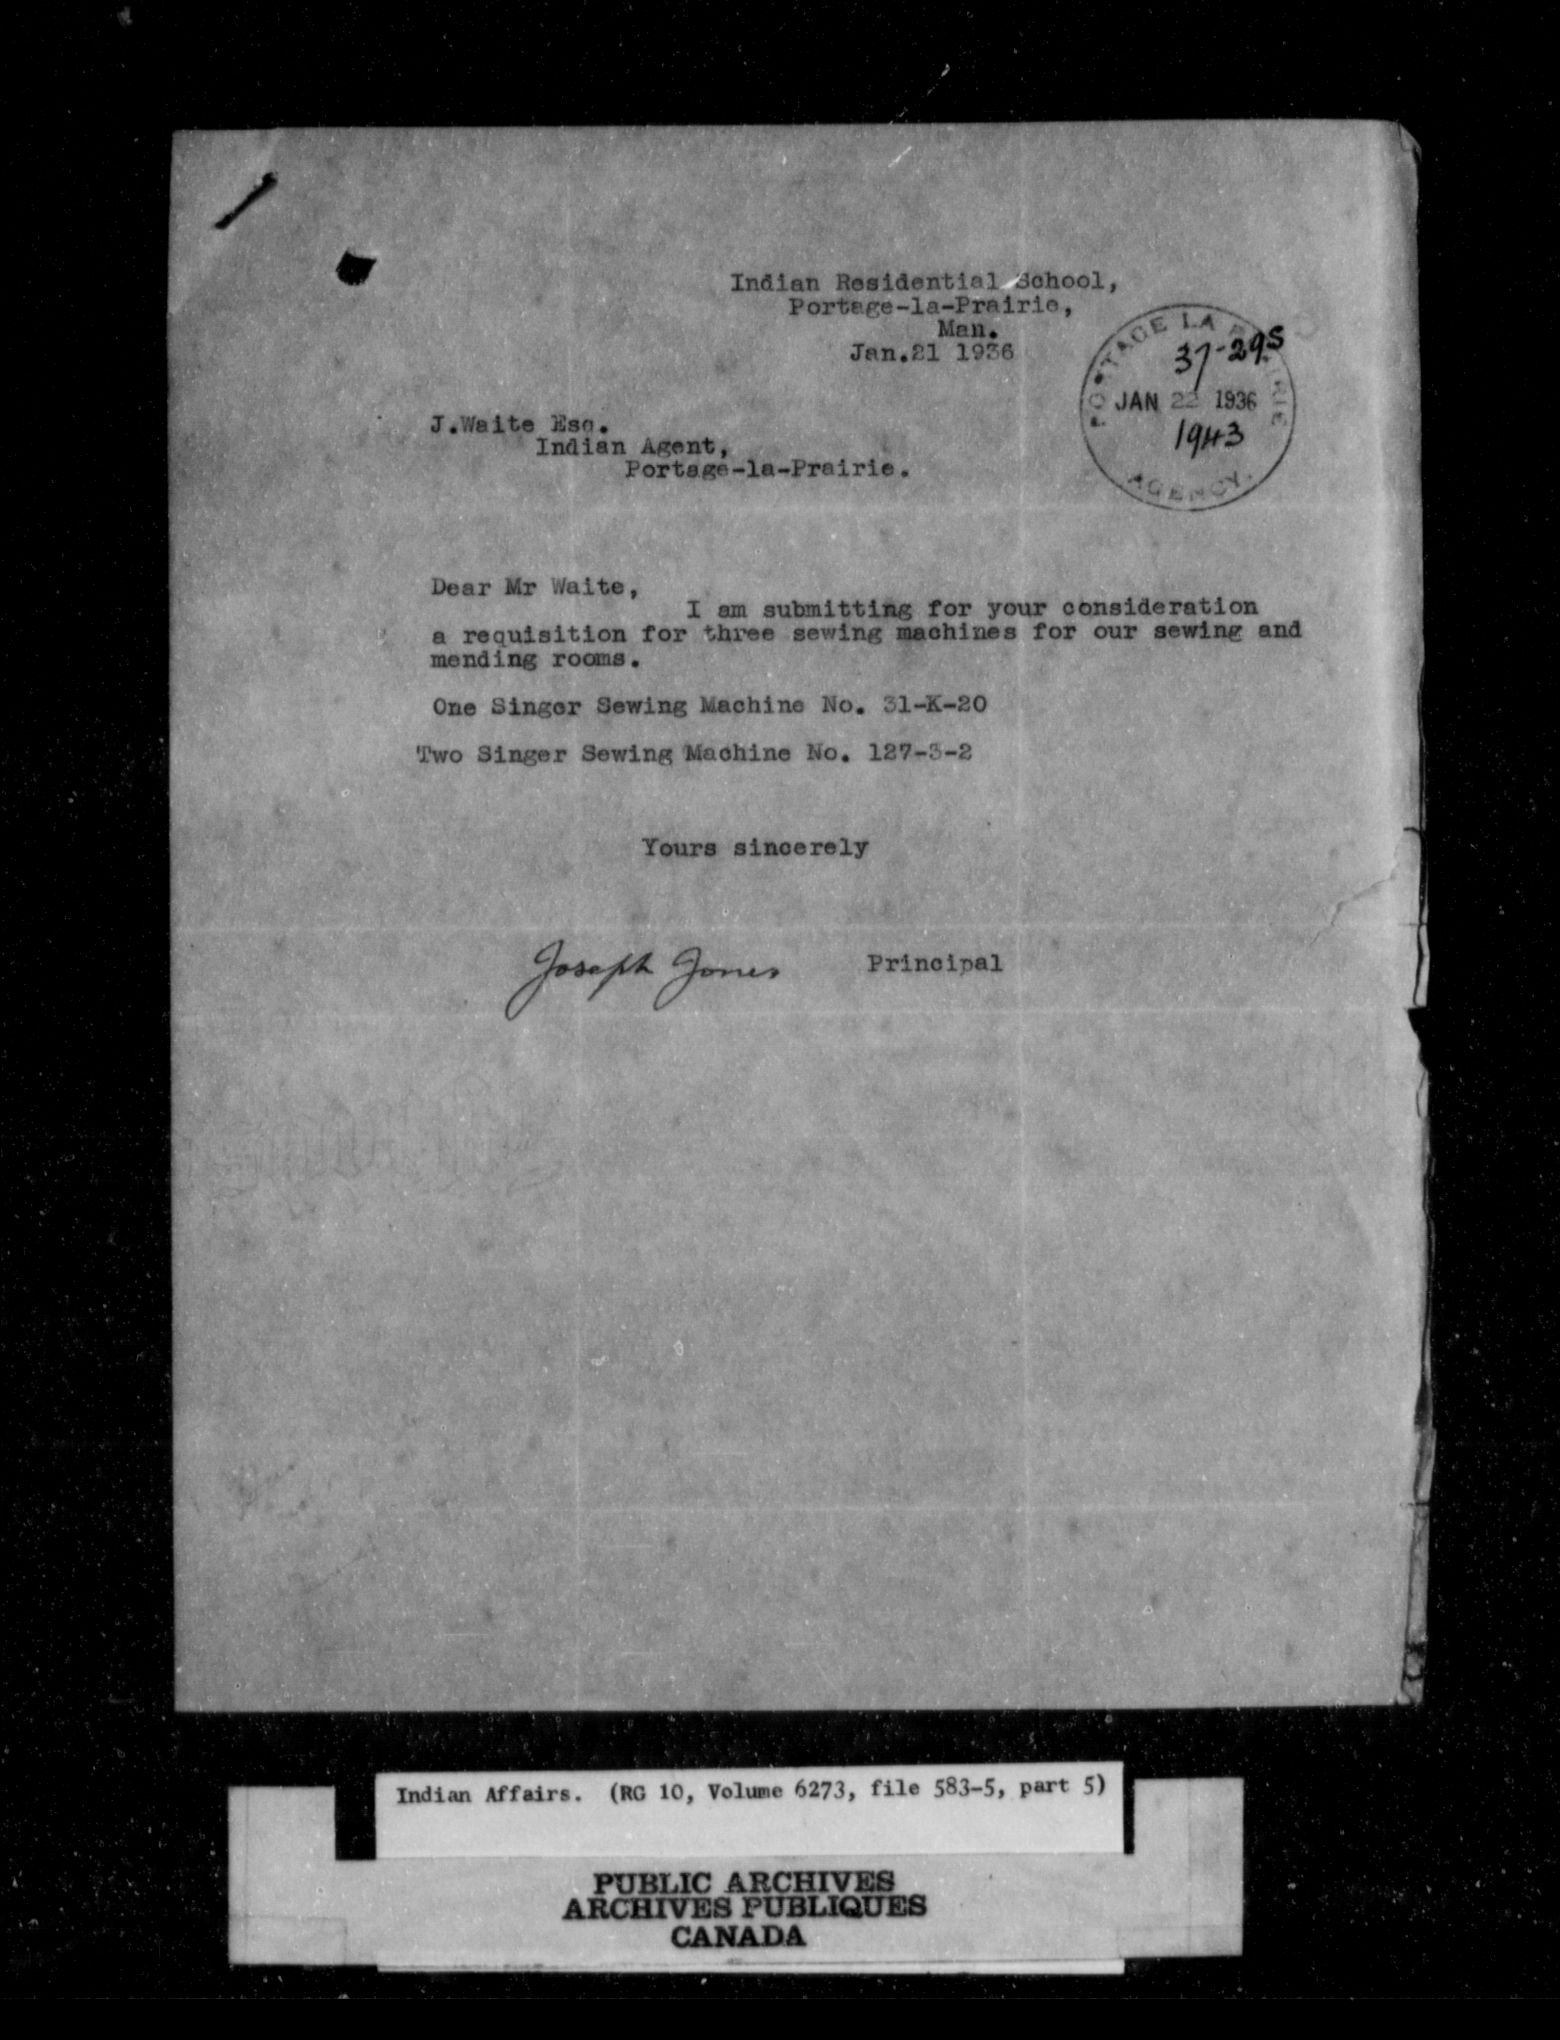 Indian Residential School,
Portage-la-Prairie,
Man.
Jan.21 1936
PORTAGE LA PRAIRIE
37-295
JAN 22 1936
1943
AGENCY.
J.Waite Esq.
Indian Agent,
Portage-la-Prairie.
Dear Mr Waite,
I am submitting for your consideration
a requisition for three sewing machines for our sewing and
mending rooms.
One Singer Sewing Machine No. 31-K-20
Two Singer Sewing Machine No. 127-3-2
Yours sincerely
Joseph Jones Principal
Indian Affairs. (RG 10, Volume 6273, file 583-5, part 5)
PUBLIC ARCHIVES
ARCHIVES PUBLIQUES
CANADA